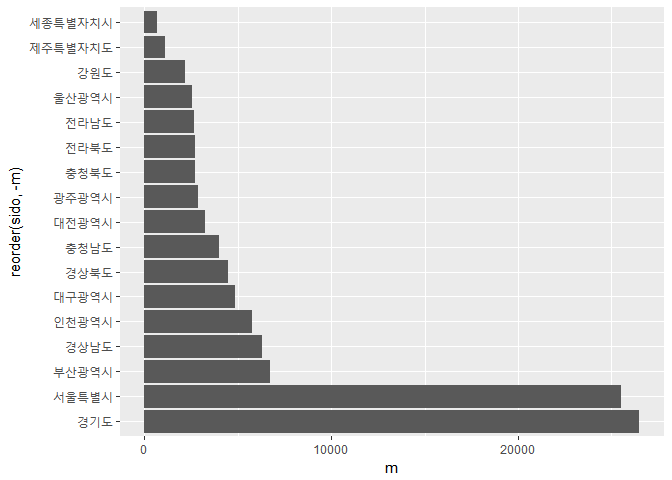 세종특별자치시
제주특별자치도
강원도
울산광역시
전라남도
전라북도
충청북도
광주광역시
대전광역시
충청남도
경상북도
대구광역시
인천광역시
경상남도
부산광역시
서울특별시
경기도
reorder(sido, -m)
0 10000 20000
m